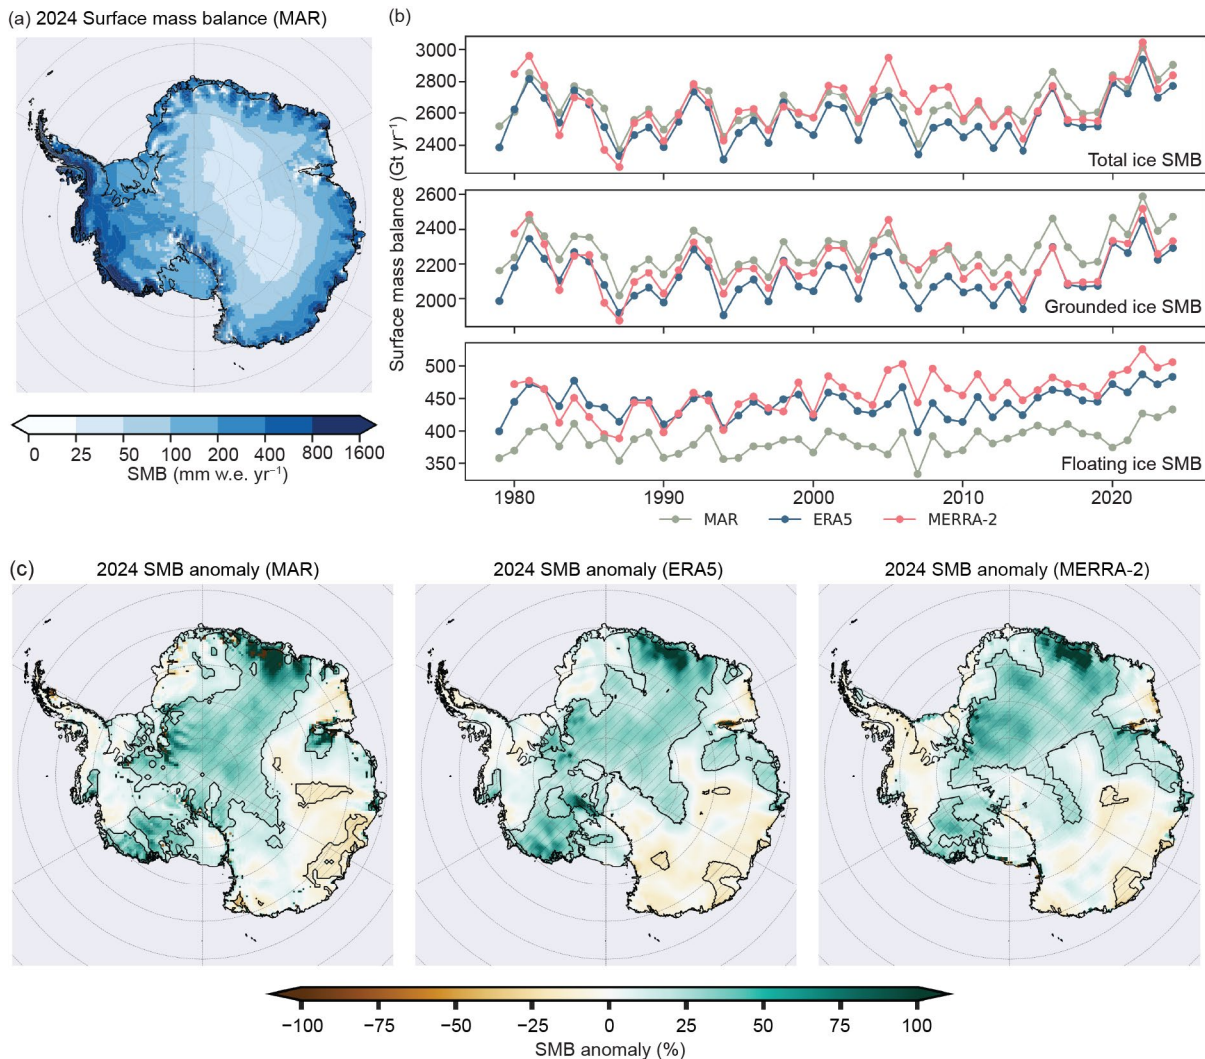 (a) 2024 Surface mass balance (MAR)
0 25 50 100 200 400 800 1600
SMB (mm w.e. yr⁻¹)
(b)
Surface mass balance (Gt yr⁻¹)
3000
2800
2600
2400
Total ice SMB
2600
2400
2200
2000
Grounded ice SMB
500
450
400
350
Floating ice SMB
1980 1990 2000 2010 2020
MAR ERA5 MERRA-2
(c)
2024 SMB anomaly (MAR)
2024 SMB anomaly (ERA5)
2024 SMB anomaly (MERRA-2)
−100 −75 −50 −25 0 25 50 75 100
SMB anomaly (%)